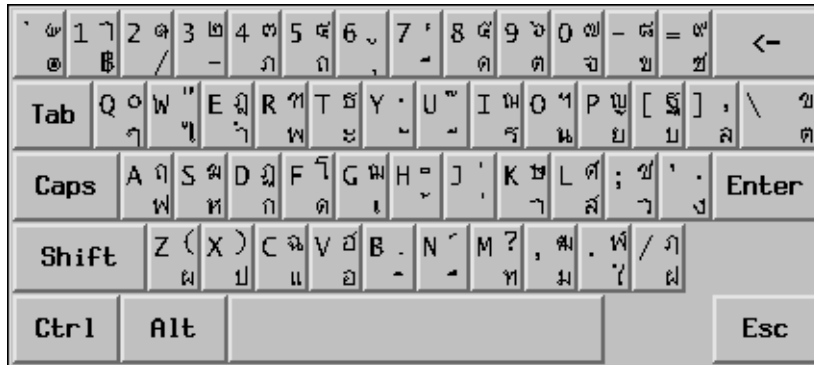 1 ๅ 2 ๑ 3 ๒ 4 ๓ 5 ๔ 6 ู 7 8 ๕ 9 ๖ 0 ๗ - ๘ = ๙ <-
๏ ฿ / - ภ ถ ุ ึ ค ต จ ข ช
Tab Q ๐ W " E ฎ R ฑ T ธ Y ํ U ๊ I ณ O ฯ P ญ [ ฐ ] , \
ๆ ไ ำ พ ะ ั ี ร น ย บ ล
Caps A ฤ S ฆ D ฏ F โ G ฌ H ็ J ๋ K ษ L ศ ; ซ ' . Enter
ฟ ห ก ด เ ้ ่ า ส ว ง
Shift Z ( X ) C ฉ V ฮ B ฺ N ์ M ? , ฒ . ฬ / ฦ
ผ ป แ อ ิ ื ท ม ใ ฝ
Ctrl Alt Esc